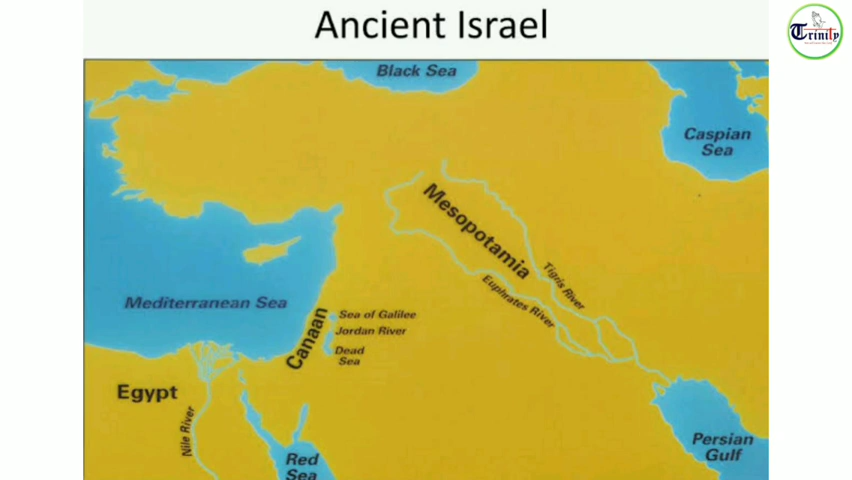 Ancient Israel
Trinity
Black Sea
Caspian
Sea
Mesopotamia
Tigris River
Euphrates River
Mediterranean Sea
Canaan
Sea of Galilee
Jordan River
Dead
Sea
Egypt
Nile River
Red
Sea
Persian
Gulf